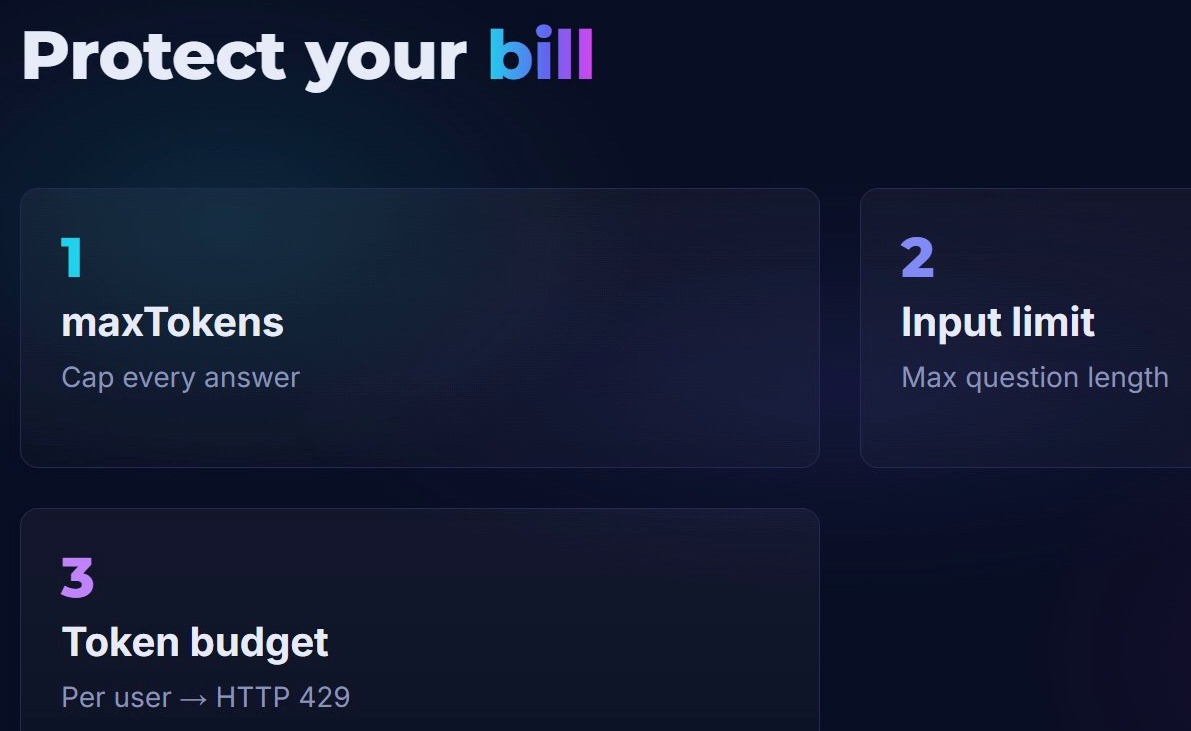 Protect your bill
1
maxTokens
Cap every answer
2
Input limit
Max question length
3
Token budget
Per user → HTTP 429